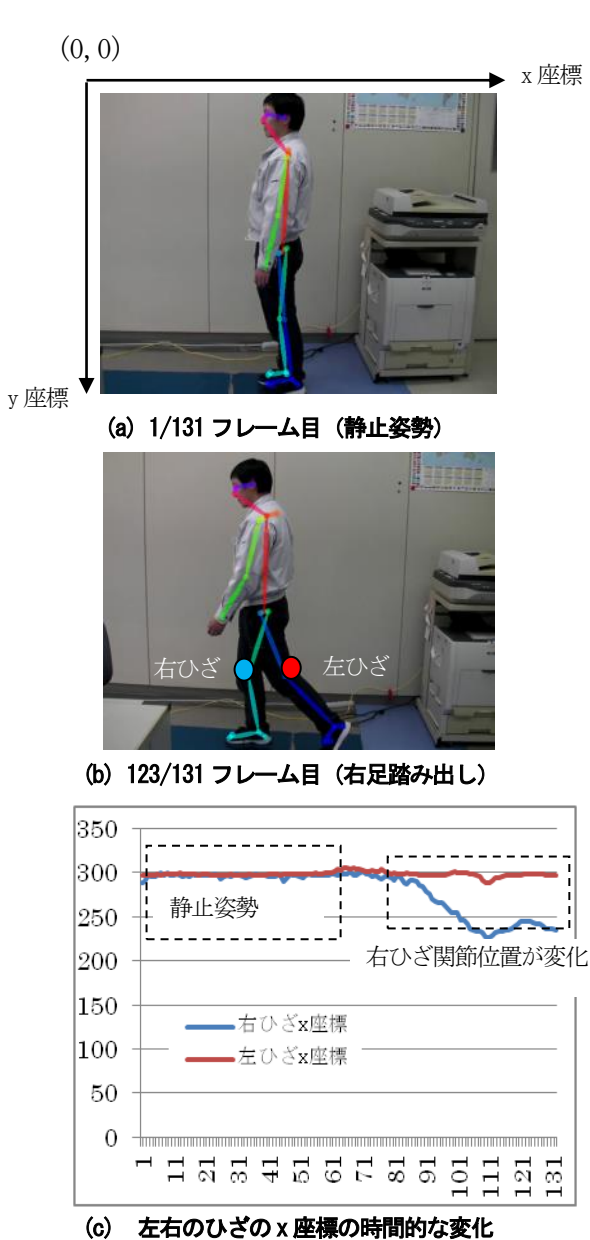 (0, 0)
x 座標
y 座標
(a) 1/131 フレーム目（静止姿勢）
右ひざ
左ひざ
(b) 123/131 フレーム目（右足踏み出し）
350
300
250
200
150
100
50
0
静止姿勢
右ひざ関節位置が変化
右ひざx座標
左ひざx座標
1 11 21 31 41 51 61 71 81 91 101 111 121 131
(c) 左右のひざの x 座標の時間的な変化